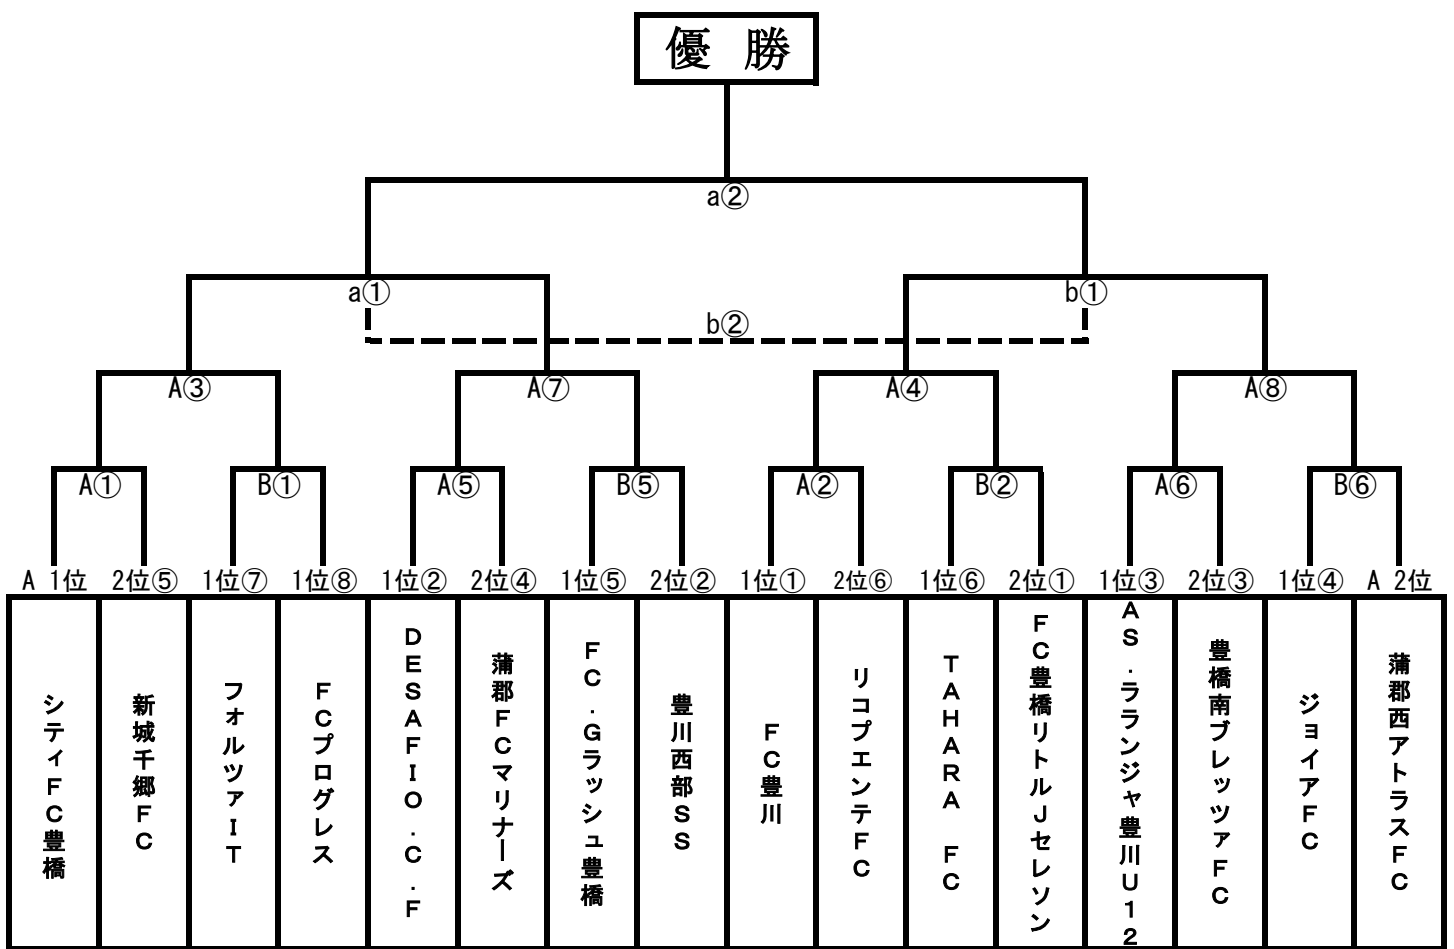 優 勝
a②
a① b①
b②
A③ A⑦ A④ A⑧
A① B① A⑤ B⑤ A② B② A⑥ B⑥
A 1位 2位⑤ 1位⑦ 1位⑧ 1位② 2位④ 1位⑤ 2位② 1位① 2位⑥ 1位⑥ 2位① 1位③ 2位③ 1位④ A 2位
シティFC豊橋
新城千郷FC
フォルツァIT
FCプログレス
DESAFIO.C.F
蒲郡FCマリナーズ
FC.Gラッシュ豊橋
豊川西部SS
FC豊川
リコプエンテFC
TAHARA FC
FC豊橋リトルJセレソン
AS.ラランジャ豊川U12
豊橋南ブレッツァFC
ジョイアFC
蒲郡西アトラスFC